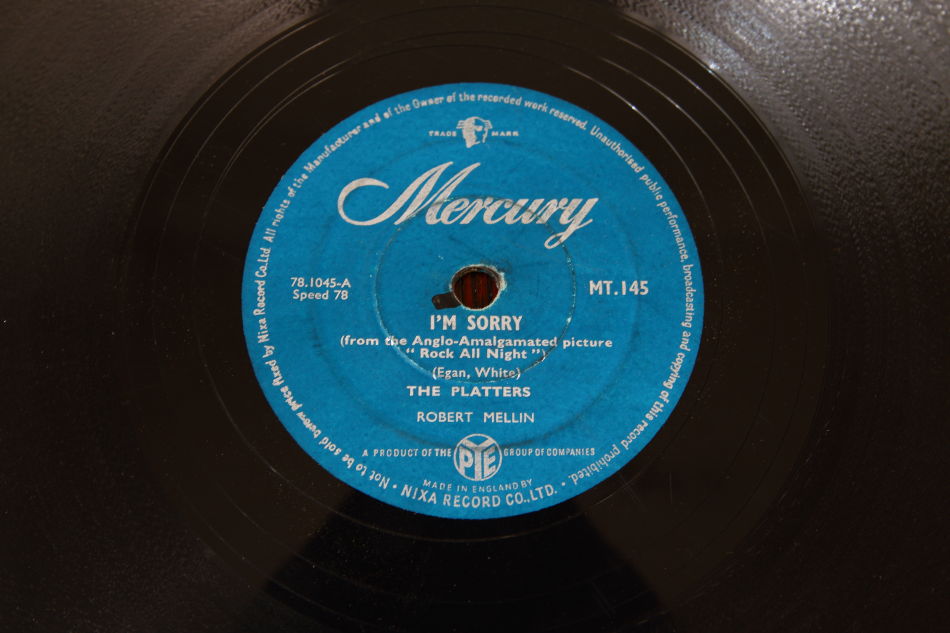 Not to be sold below price fixed by Nixa Record Co.Ltd. All rights of the Manufacturer and of the Owner of the recorded work reserved. Unauthorised public performance, broadcasting and copying of this record prohibited.
TRADE MARK
Mercury
78.1045-A
Speed 78
MT.145
I'M SORRY
(from the Anglo-Amalgamated picture
"Rock All Night")
(Egan, White)
THE PLATTERS
ROBERT MELLIN
A PRODUCT OF THE PYE GROUP OF COMPANIES
MADE IN ENGLAND BY
• NIXA RECORD CO.,LTD. •